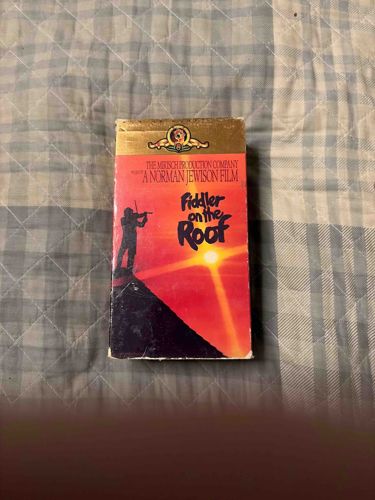 THE MIRISCH PRODUCTION COMPANY
A NORMAN JEWISON FILM
Fiddler
on the
Roof